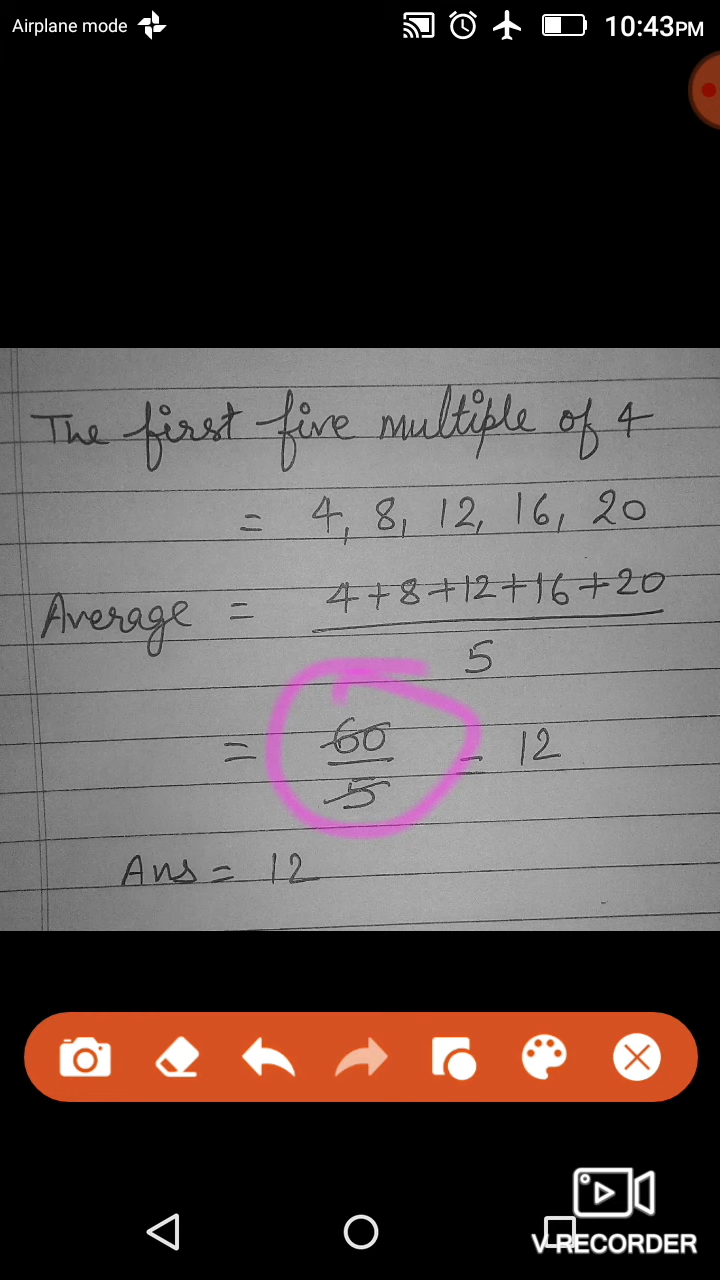 Airplane mode 10:43PM
The first five multiple of 4
= 4, 8, 12, 16, 20
Average = 4+8+12+16+20
5
= 60
5
= 12
Ans = 12
V RECORDER